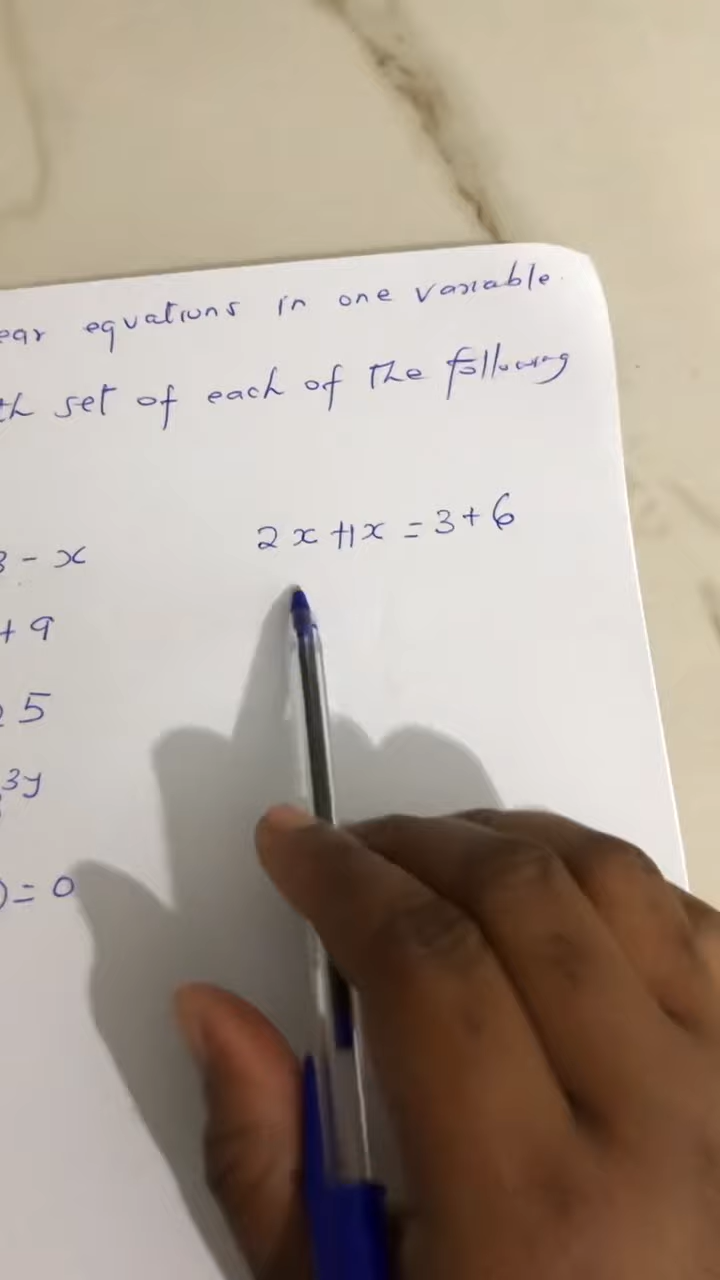 ear equations in one variable.
th set of each of the following
3 - x 2x + 1x = 3 + 6
+ 9
5
3y
) = 0